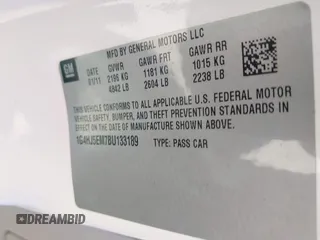 GM
MFD BY GENERAL MOTORS LLC
DATE GVWR GAWR FRT GAWR RR
01/11 2196 KG 1181 KG 1015 KG
4842 LB 2604 LB 2238 LB
THIS VEHICLE CONFORMS TO ALL APPLICABLE U.S. FEDERAL MOTOR
VEHICLE SAFETY, BUMPER, AND THEFT PREVENTION STANDARDS IN
EFFECT ON THE DATE OF MANUFACTURE SHOWN ABOVE.
TYPE: PASS CAR
DREAMBID